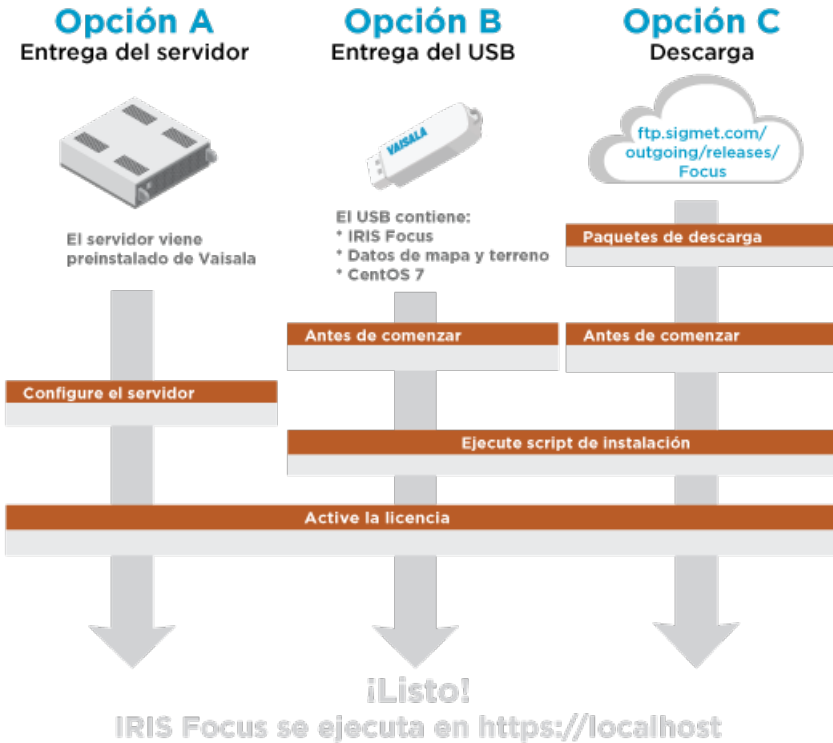 Opción A
Entrega del servidor
El servidor viene
preinstalado de Vaisala
Opción B
Entrega del USB
VAISALA
El USB contiene:
* IRIS Focus
* Datos de mapa y terreno
* CentOS 7
Opción C
Descarga
ftp.sigmet.com/
outgoing/releases/
Focus
Paquetes de descarga
Antes de comenzar
Antes de comenzar
Configure el servidor
Ejecute script de instalación
Active la licencia
¡Listo!
IRIS Focus se ejecuta en https://localhost